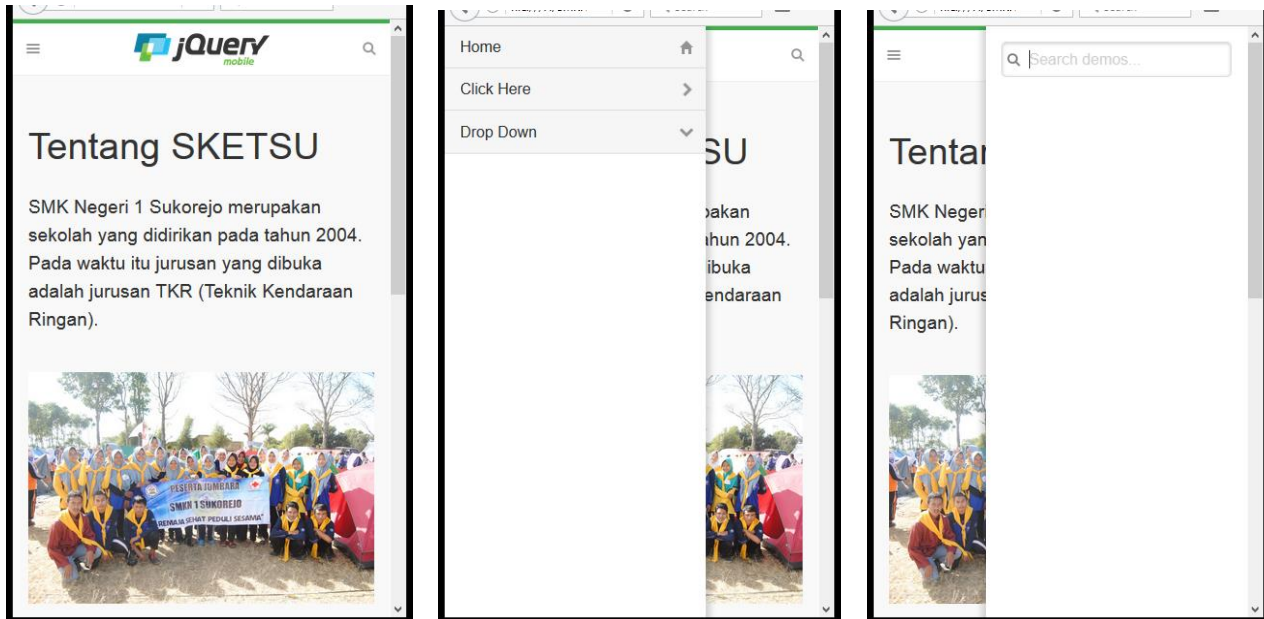 jQuery
mobile
Tentang SKETSU
SMK Negeri 1 Sukorejo merupakan
sekolah yang didirikan pada tahun 2004.
Pada waktu itu jurusan yang dibuka
adalah jurusan TKR (Teknik Kendaraan
Ringan).
PESERTA JUMBARA
SMKN 1 SUKOREJO
"REMAJA SEHAT PEDULI SESAMA"
Home
Click Here
Drop Down
SU
pakan
ahun 2004.
ibuka
endaraan
Search demos...
Tentar
SMK Negeri
sekolah yan
Pada waktu
adalah jurus
Ringan).